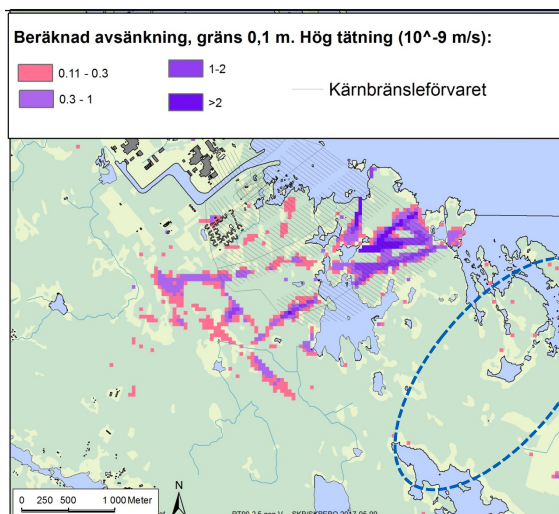 Beräknad avsänkning, gräns 0,1 m. Hög tätning (10^-9 m/s):
0.11 - 0.3
1-2
0.3 - 1
>2
Kärnbränsleförvaret
N
0 250 500 1 000 Meter